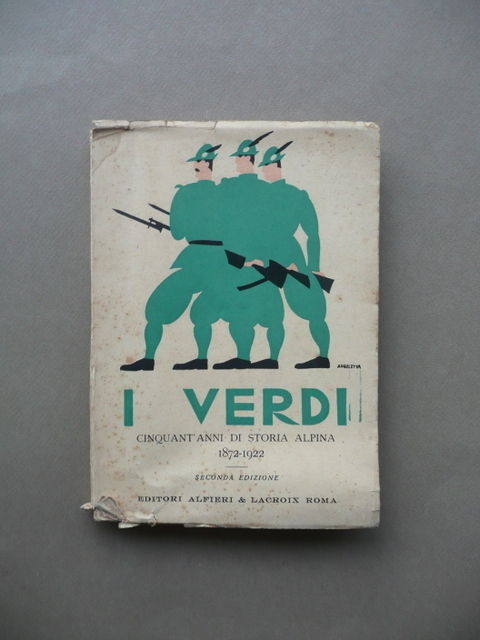 I VERDI
CINQUANT'ANNI DI STORIA ALPINA
1872-1922
SECONDA EDIZIONE
EDITORI ALFIERI & LACROIX ROMA